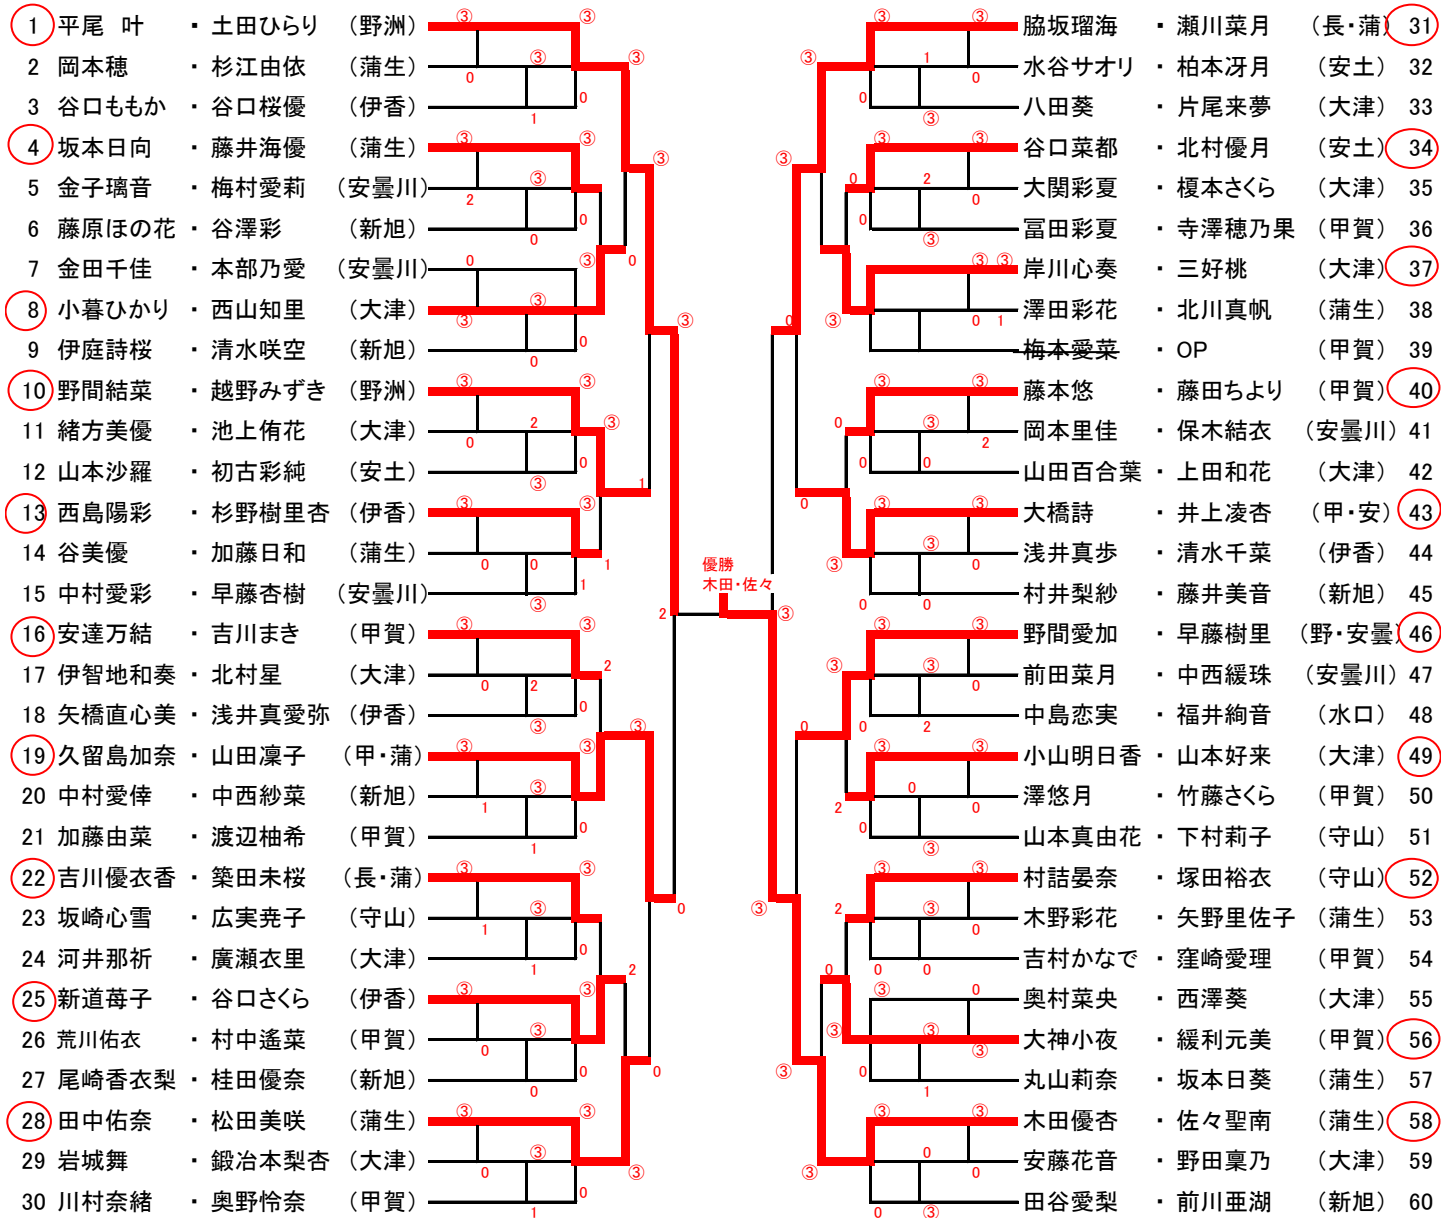 1 平尾 叶 ・ 土田ひらり （野洲）
2 岡本穂 ・ 杉江由依 （蒲生）
3 谷口ももか ・ 谷口桜優 （伊香）
4 坂本日向 ・ 藤井海優 （蒲生）
5 金子璃音 ・ 梅村愛莉 （安曇川）
6 藤原ほの花 ・ 谷澤彩 （新旭）
7 金田千佳 ・ 本部乃愛 （安曇川）
8 小暮ひかり ・ 西山知里 （大津）
9 伊庭詩桜 ・ 清水咲空 （新旭）
10 野間結菜 ・ 越野みずき （野洲）
11 緒方美優 ・ 池上侑花 （大津）
12 山本沙羅 ・ 初古彩純 （安土）
13 西島陽彩 ・ 杉野樹里杏 （伊香）
14 谷美優 ・ 加藤日和 （蒲生）
15 中村愛彩 ・ 早藤杏樹 （安曇川）
16 安達万結 ・ 吉川まき （甲賀）
17 伊智地和奏 ・ 北村星 （大津）
18 矢橋直心美 ・ 浅井真愛弥 （伊香）
19 久留島加奈 ・ 山田凜子 （甲・蒲）
20 中村愛倖 ・ 中西紗菜 （新旭）
21 加藤由菜 ・ 渡辺柚希 （甲賀）
22 吉川優衣香 ・ 築田未桜 （長・蒲）
23 坂崎心雪 ・ 広実尭子 （守山）
24 河井那祈 ・ 廣瀬衣里 （大津）
25 新道苺子 ・ 谷口さくら （伊香）
26 荒川佑衣 ・ 村中遙菜 （甲賀）
27 尾崎香衣梨 ・ 桂田優奈 （新旭）
28 田中佑奈 ・ 松田美咲 （蒲生）
29 岩城舞 ・ 鍛冶本梨杏 （大津）
30 川村奈緒 ・ 奥野怜奈 （甲賀）
優勝
木田・佐々
脇坂瑠海 ・ 瀬川菜月 （長・蒲） 31
水谷サオリ ・ 柏本冴月 （安土） 32
八田葵 ・ 片尾来夢 （大津） 33
谷口菜都 ・ 北村優月 （安土） 34
大関彩夏 ・ 榎本さくら （大津） 35
冨田彩夏 ・ 寺澤穂乃果 （甲賀） 36
岸川心奏 ・ 三好桃 （大津） 37
澤田彩花 ・ 北川真帆 （蒲生） 38
梅本愛菜 ・ OP （甲賀） 39
藤本悠 ・ 藤田ちより （甲賀） 40
岡本里佳 ・ 保木結衣 （安曇川） 41
山田百合葉 ・ 上田和花 （大津） 42
大橋詩 ・ 井上凌杏 （甲・安） 43
浅井真歩 ・ 清水千菜 （伊香） 44
村井梨紗 ・ 藤井美音 （新旭） 45
野間愛加 ・ 早藤樹里 （野・安曇） 46
前田菜月 ・ 中西緩珠 （安曇川） 47
中島恋実 ・ 福井絢音 （水口） 48
小山明日香 ・ 山本好来 （大津） 49
澤悠月 ・ 竹藤さくら （甲賀） 50
山本真由花 ・ 下村莉子 （守山） 51
村詰晏奈 ・ 塚田裕衣 （守山） 52
木野彩花 ・ 矢野里佐子 （蒲生） 53
吉村かなで ・ 窪崎愛理 （甲賀） 54
奥村菜央 ・ 西澤葵 （大津） 55
大神小夜 ・ 緩利元美 （甲賀） 56
丸山莉奈 ・ 坂本日葵 （蒲生） 57
木田優杏 ・ 佐々聖南 （蒲生） 58
安藤花音 ・ 野田稟乃 （大津） 59
田谷愛梨 ・ 前川亜湖 （新旭） 60